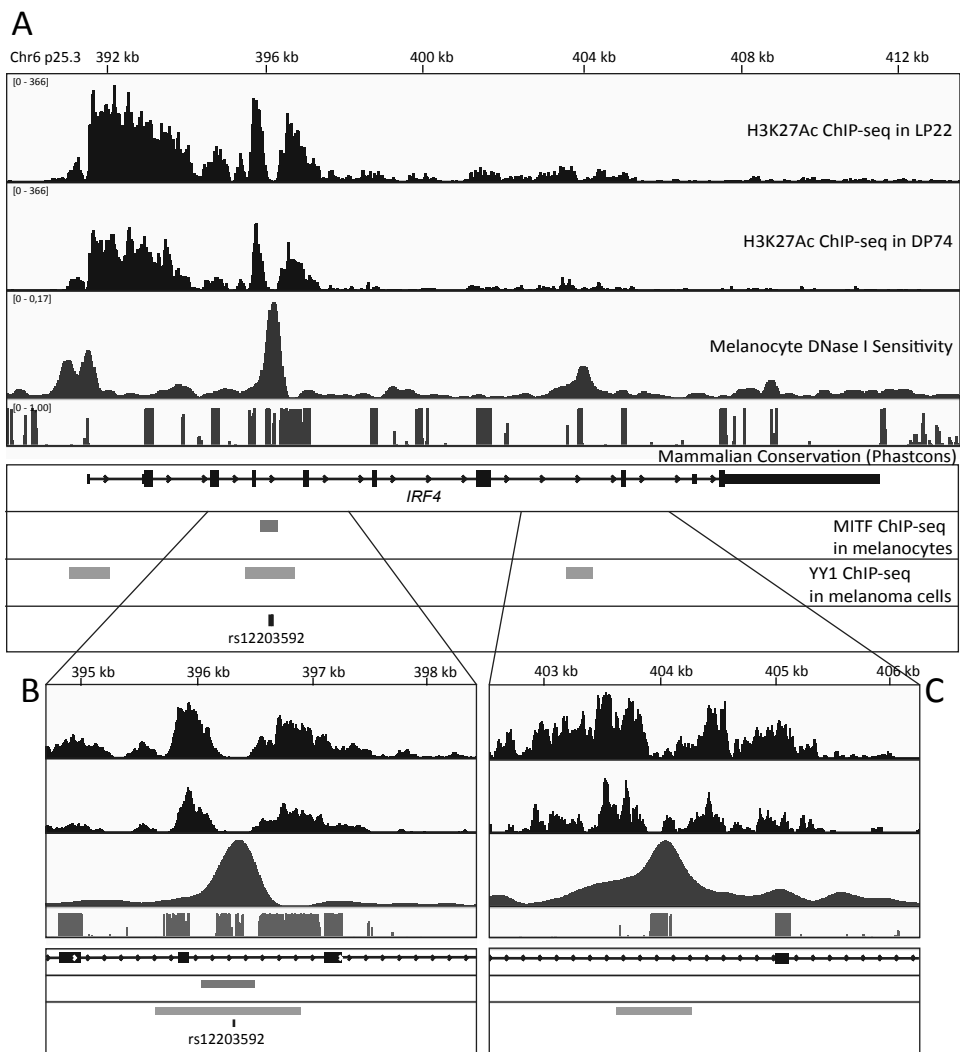 A
Chr6 p25.3 392 kb 396 kb 400 kb 404 kb 408 kb 412 kb
[0 - 366]
H3K27Ac ChIP-seq in LP22
[0 - 366]
H3K27Ac ChIP-seq in DP74
[0 - 0,17]
Melanocyte DNase I Sensitivity
[0 - 1,00]
Mammalian Conservation (Phastcons)
IRF4
MITF ChIP-seq
in melanocytes
YY1 ChIP-seq
in melanoma cells
rs12203592
B
395 kb 396 kb 397 kb 398 kb
rs12203592
C
403 kb 404 kb 405 kb 406 kb